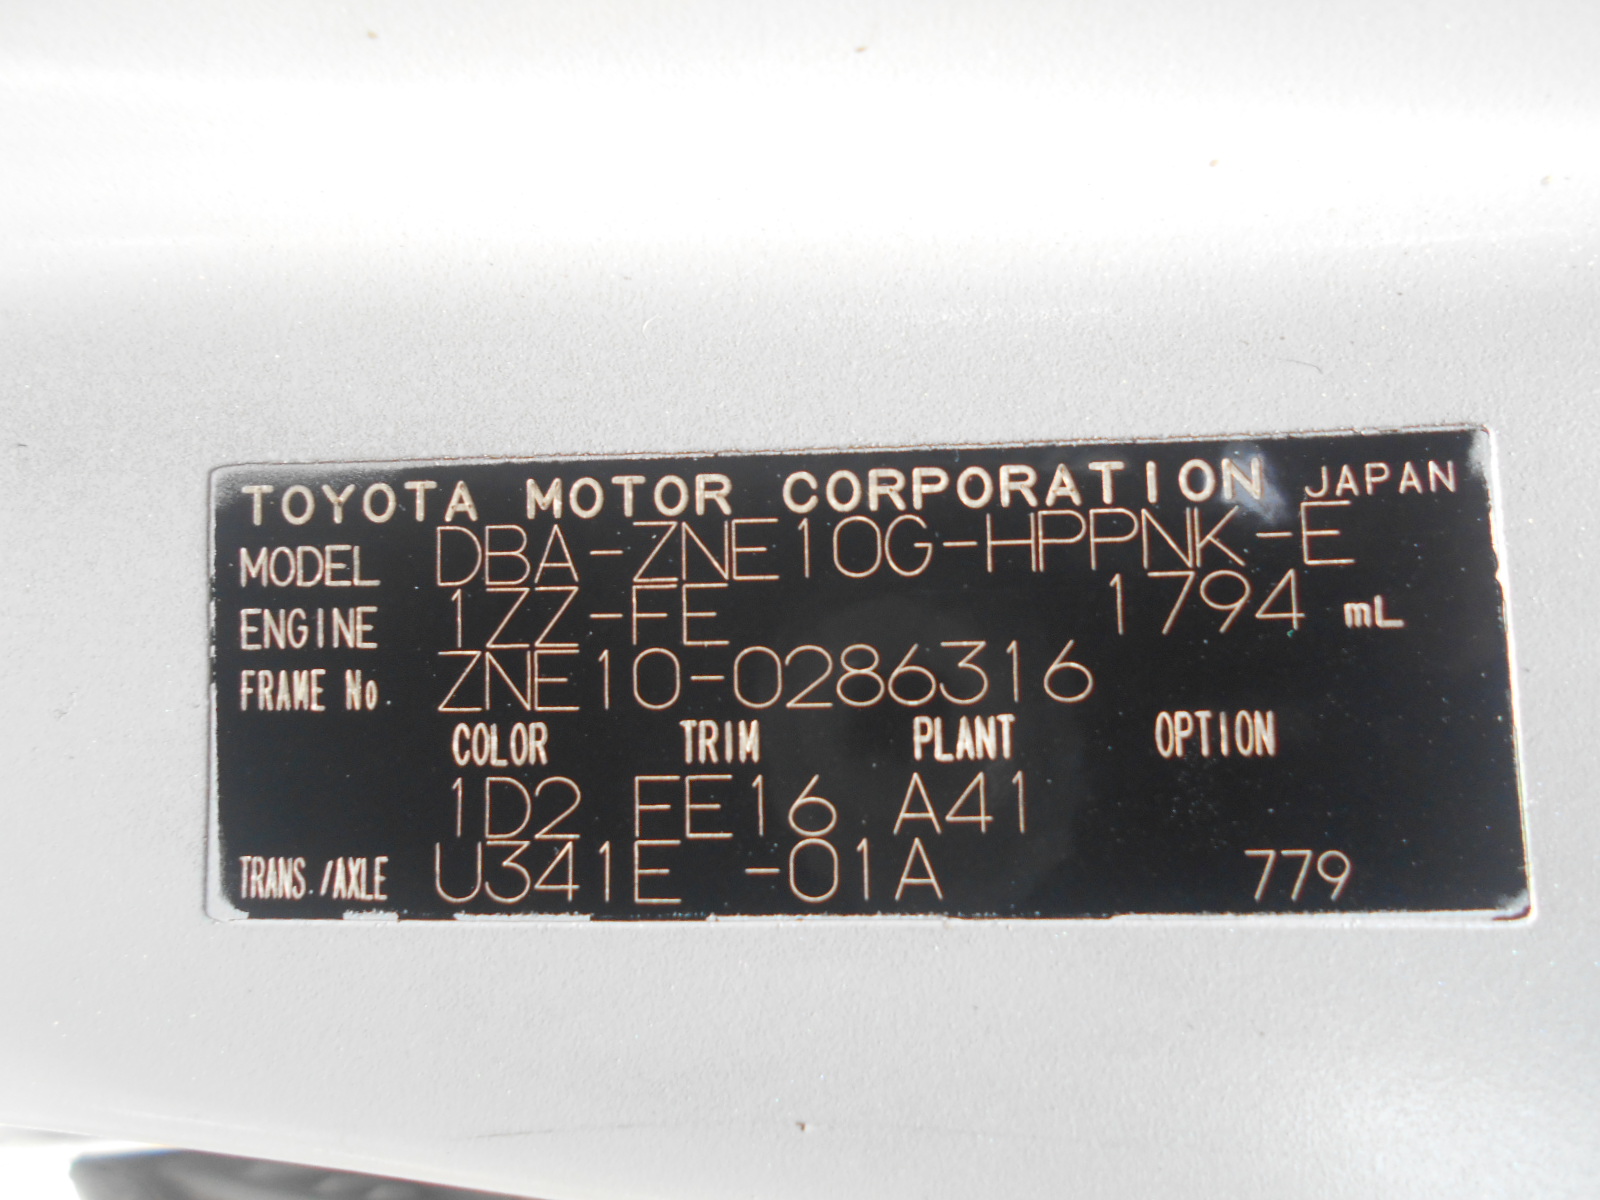 TOYOTA MOTOR CORPORATION JAPAN
MODEL DBA-ZNE10G-HPPNK-E
ENGINE 1ZZ-FE 1794 mL
FRAME No. ZNE10-0286316
COLOR TRIM PLANT OPTION
1D2 FE16 A41
TRANS./AXLE U341E -01A 779